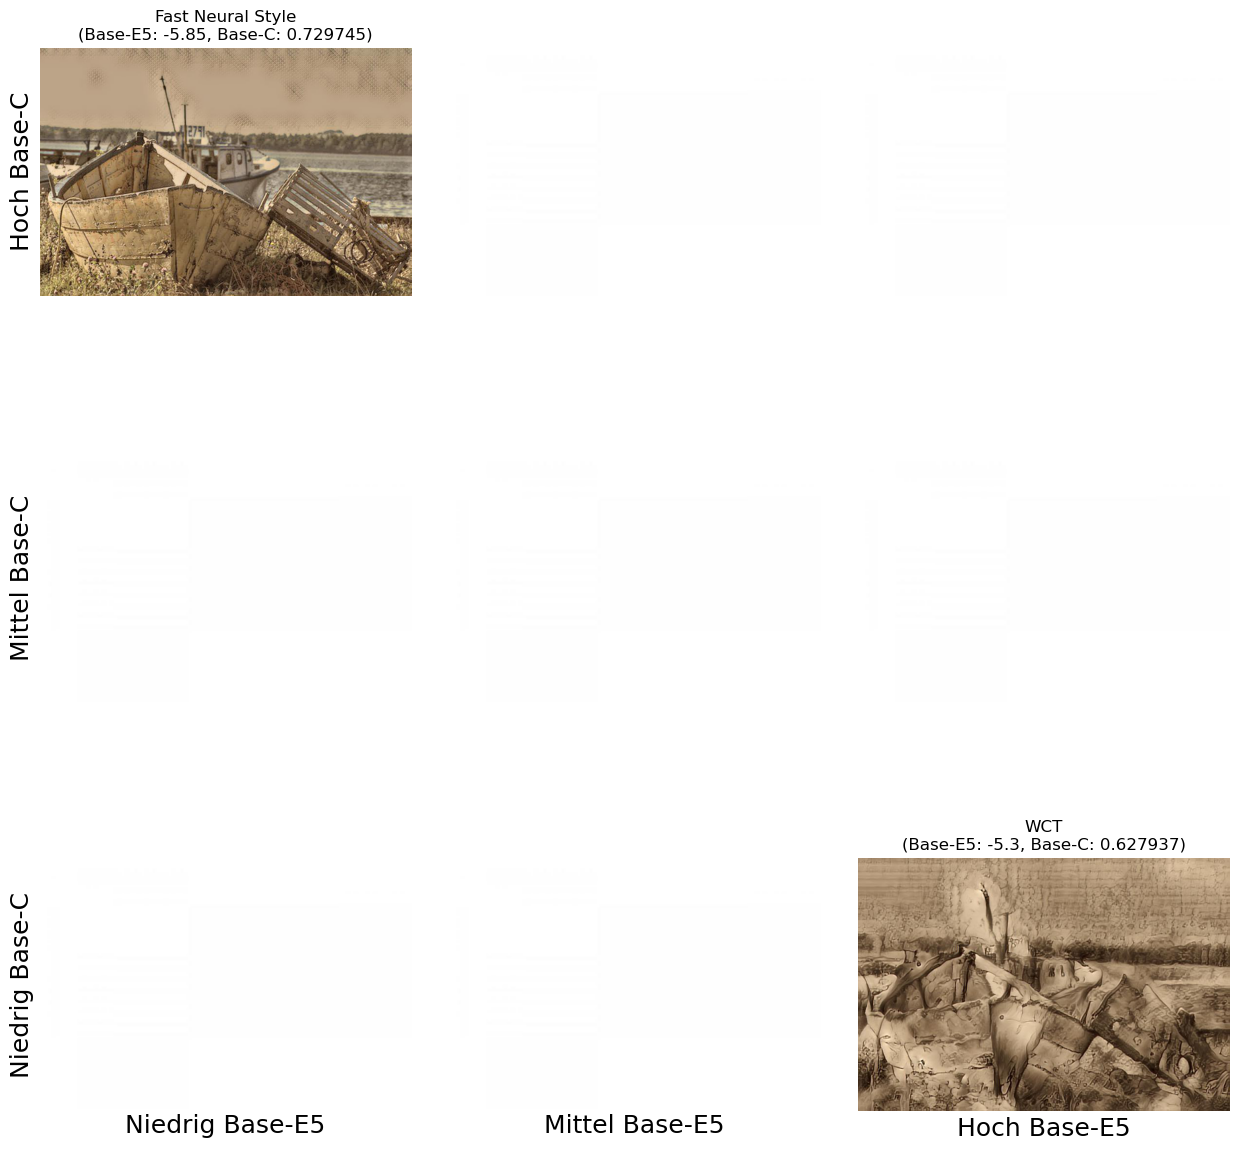 Fast Neural Style
(Base-E5: -5.85, Base-C: 0.729745)
Hoch Base-C
Mittel Base-C
WCT
(Base-E5: -5.3, Base-C: 0.627937)
Niedrig Base-C
Niedrig Base-E5
Mittel Base-E5
Hoch Base-E5